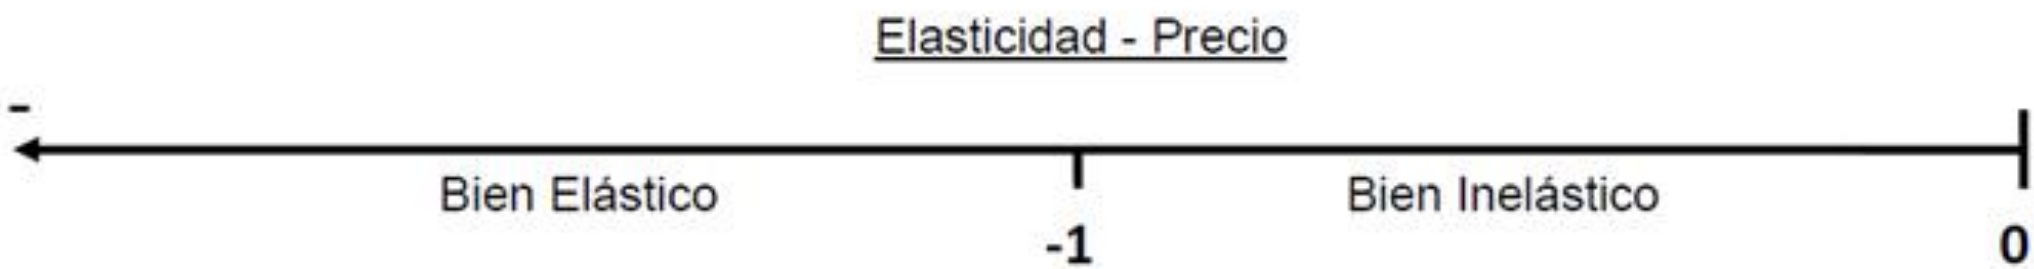 Elasticidad - Precio
-
Bien Elástico
Bien Inelástico
-1
0